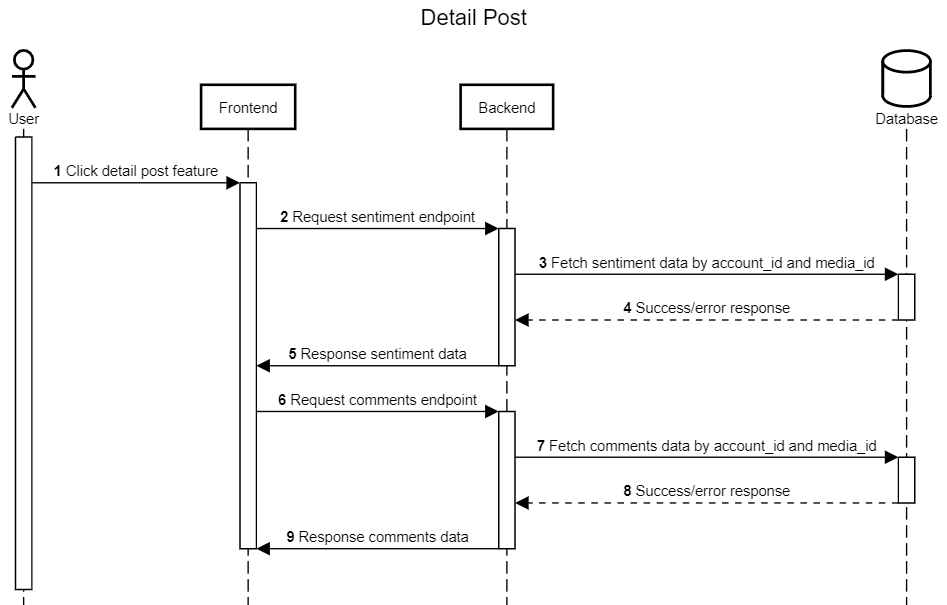 Detail Post
User
Frontend
Backend
Database
1 Click detail post feature
2 Request sentiment endpoint
3 Fetch sentiment data by account_id and media_id
4 Success/error response
5 Response sentiment data
6 Request comments endpoint
7 Fetch comments data by account_id and media_id
8 Success/error response
9 Response comments data